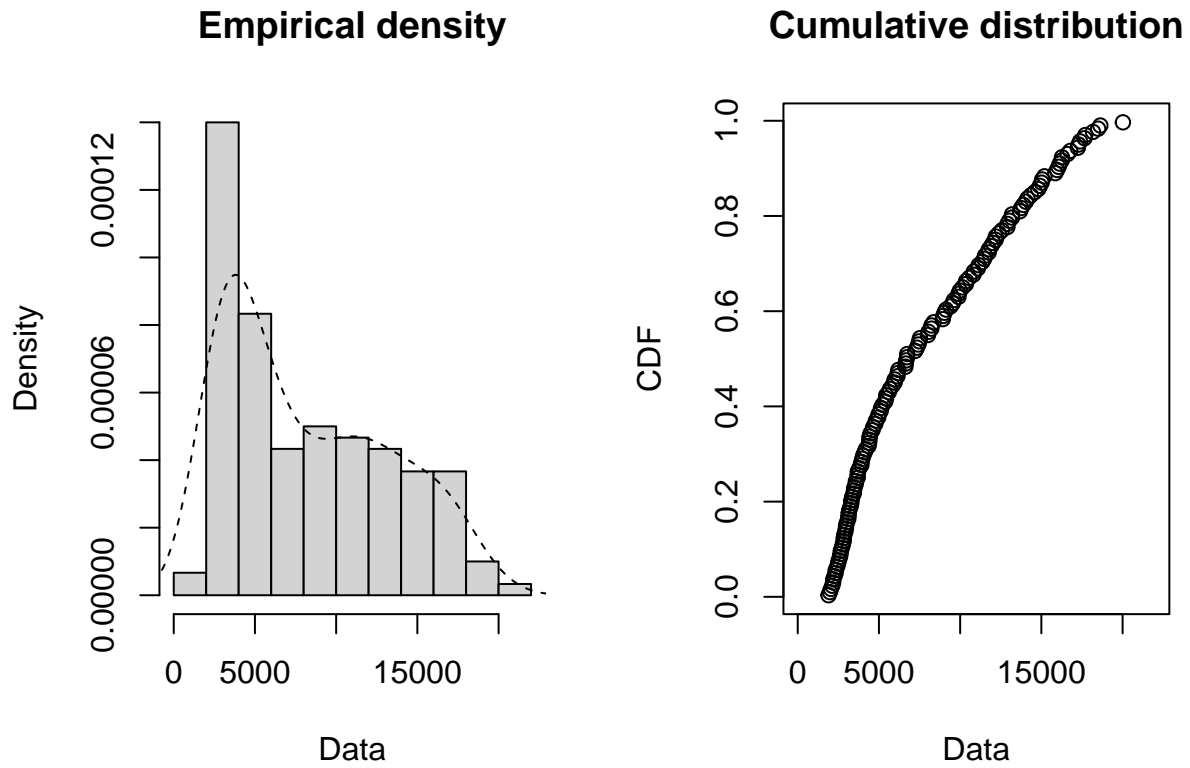 Empirical density
Density
0.00000
0.00006
0.00012
0
5000
15000
Data
Cumulative distribution
CDF
0.0
0.2
0.4
0.6
0.8
1.0
0
5000
15000
Data